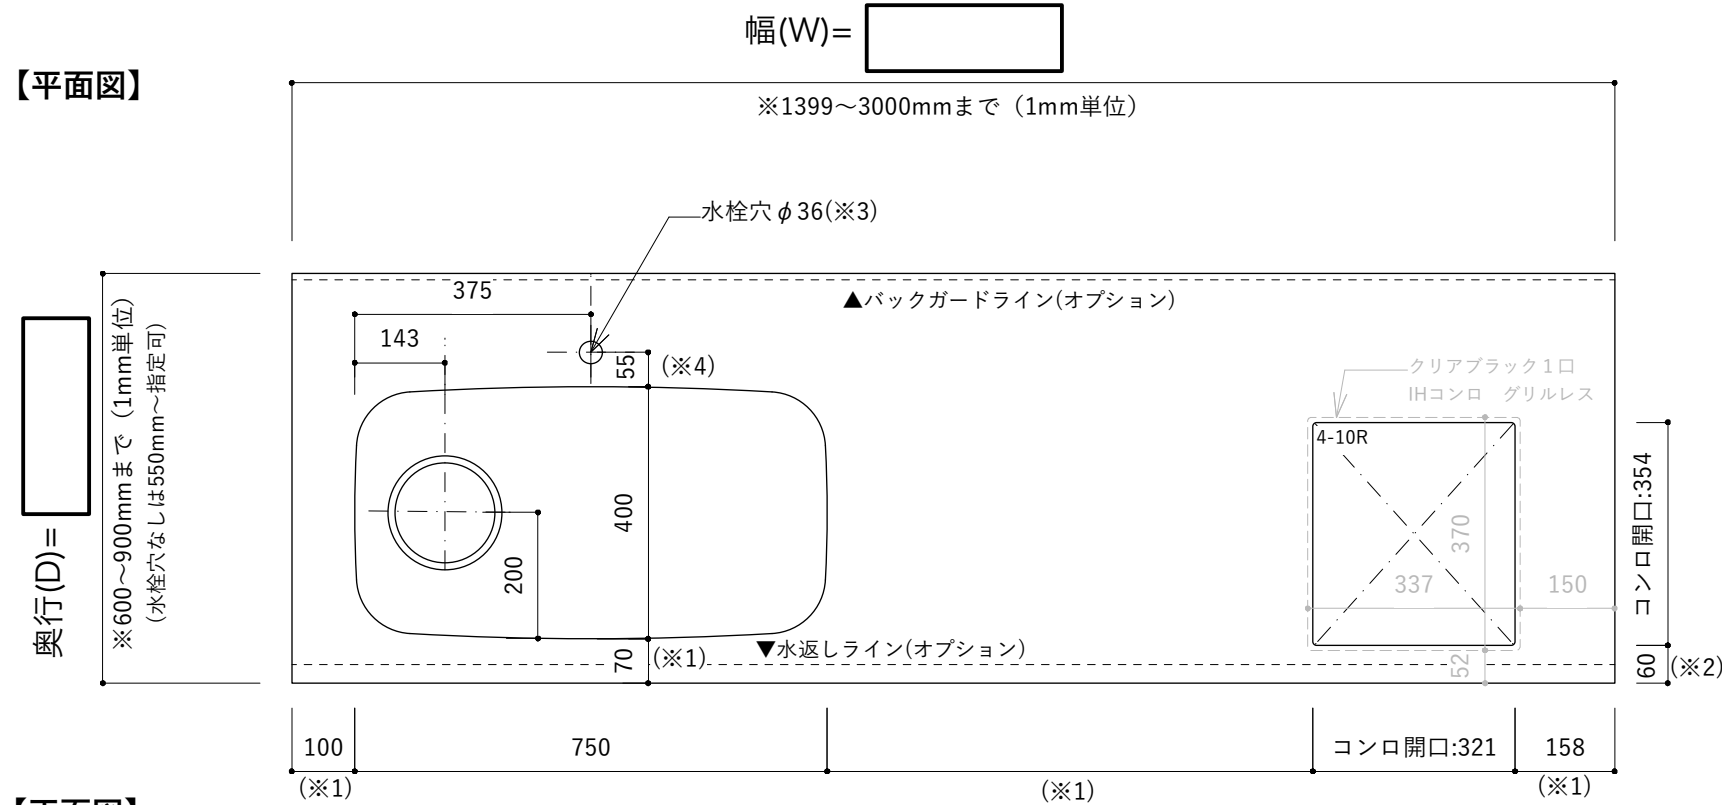 幅(W)=
【平面図】
※1399～3000mmまで（1mm単位）
水栓穴φ36(※3)
375
▲バックガードライン(オプション)
143
55
(※4)
クリアブラック１口
IHコンロ　グリルレス
4-10R
奥行(D)=
※600～900mmまで（1mm単位）
（水栓穴なしは550mm～指定可）
400
200
370
337
150
コンロ開口:354
▼水返しライン(オプション)
70
(※1)
52
60
(※2)
100
750
コンロ開口:321
158
(※1)
(※1)
(※1)
【平面図】